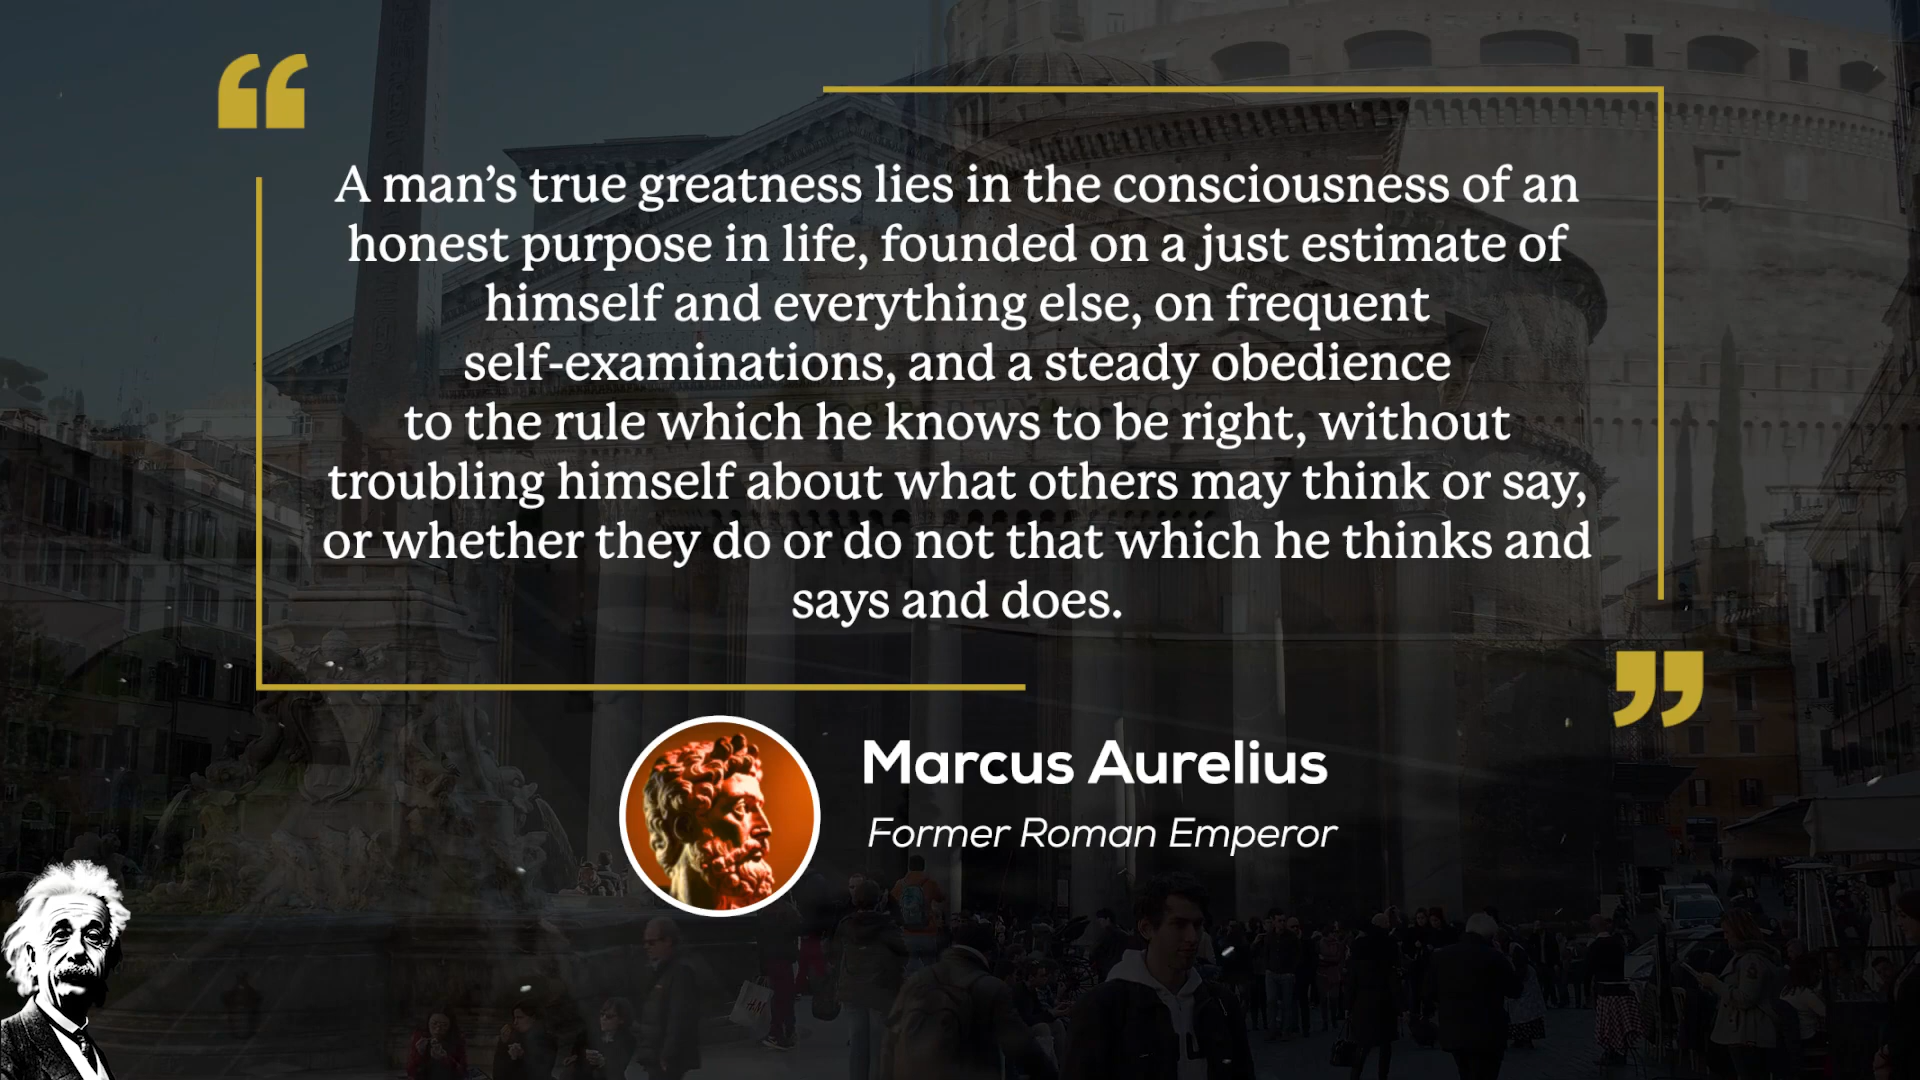 “
A man’s true greatness lies in the consciousness of an
honest purpose in life, founded on a just estimate of
himself and everything else, on frequent
self-examinations, and a steady obedience
to the rule which he knows to be right, without
troubling himself about what others may think or say,
or whether they do or do not that which he thinks and
says and does.
”
Marcus Aurelius
Former Roman Emperor
H&M